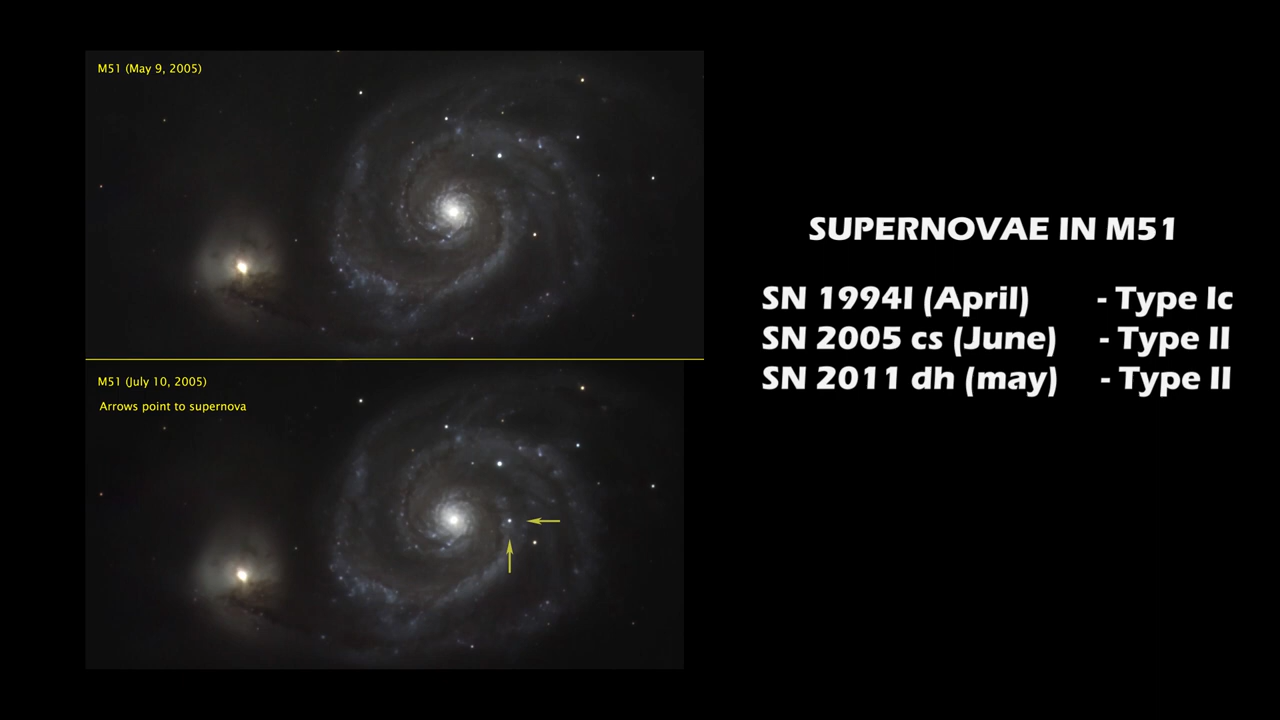 M51 (May 9, 2005)
M51 (July 10, 2005)
Arrows point to supernova
SUPERNOVAE IN M51
SN 1994I (April) - Type Ic
SN 2005 cs (June) - Type II
SN 2011 dh (may) - Type II